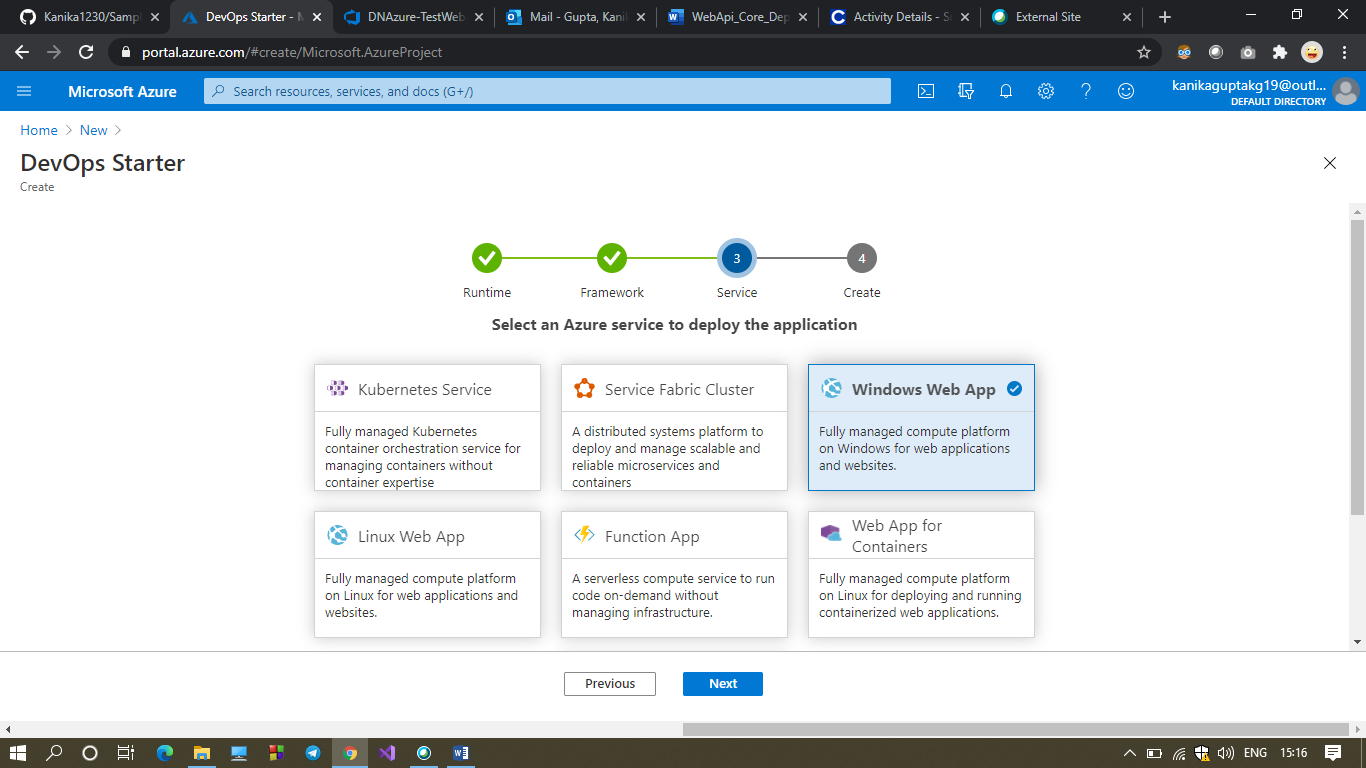 Kanika1230/Sampl
DevOps Starter - M
DNAzure-TestWeb
Mail - Gupta, Kani
WebApi_Core_Dep
Activity Details - S
External Site
portal.azure.com/#create/Microsoft.AzureProject
Microsoft Azure
Search resources, services, and docs (G+/)
kanikaguptakg19@outl...
DEFAULT DIRECTORY
Home > New >
DevOps Starter
Create
3
4
Runtime
Framework
Service
Create
Select an Azure service to deploy the application
Kubernetes Service
Fully managed Kubernetes
container orchestration service for
managing containers without
container expertise
Service Fabric Cluster
A distributed systems platform to
deploy and manage scalable and
reliable microservices and
containers
Windows Web App
Fully managed compute platform
on Windows for web applications
and websites.
Linux Web App
Fully managed compute platform
on Linux for web applications and
websites.
Function App
A serverless compute service to run
code on-demand without
managing infrastructure.
Web App for
Containers
Fully managed compute platform
on Linux for deploying and running
containerized web applications.
Previous
Next
ENG
15:16